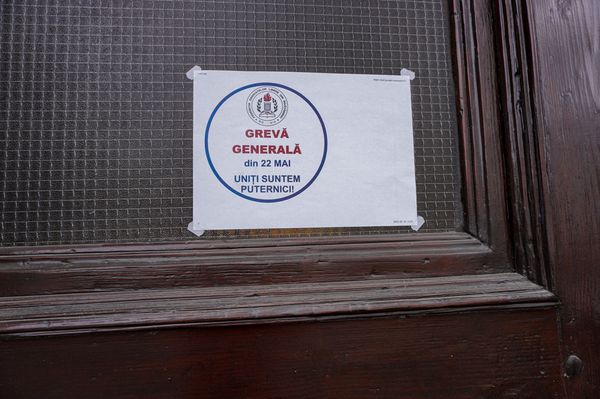 GREVĂ
GENERALĂ
din 22 MAI
UNIȚI SUNTEM
PUTERNICI!